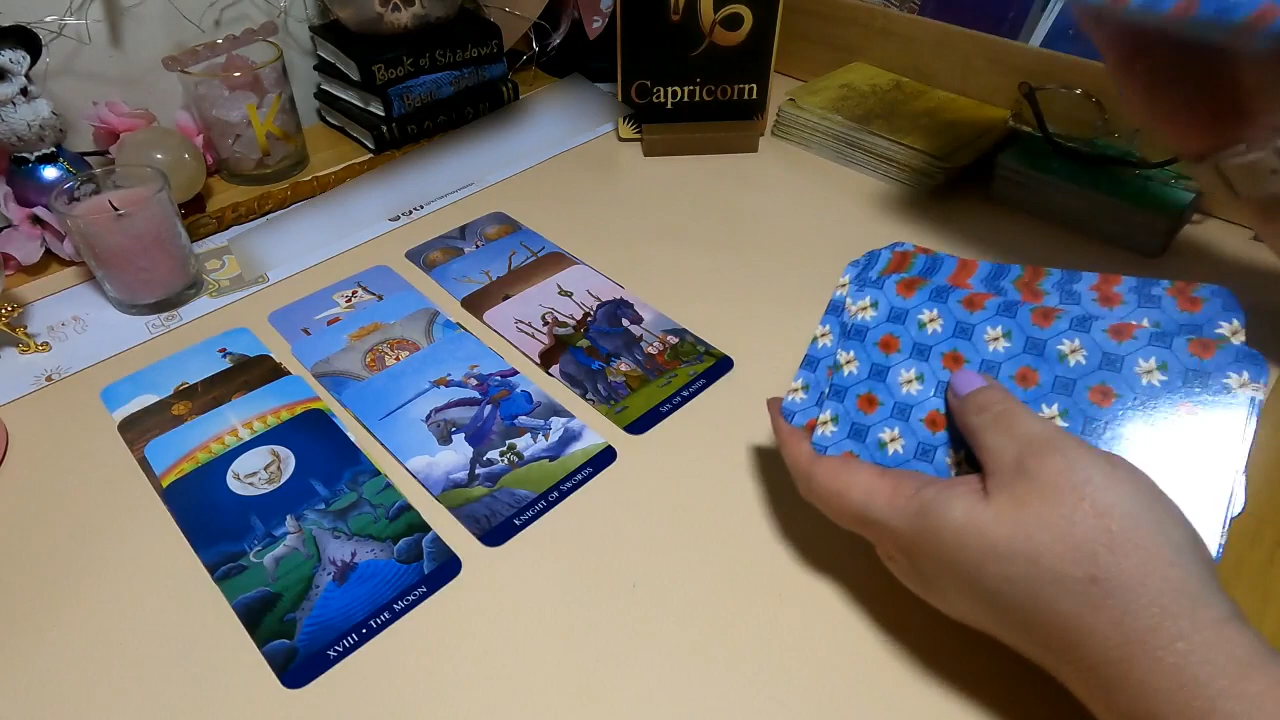 Book of Shadows
Capricorn
K
SIX OF WANDS
KNIGHT OF SWORDS
XVIII • THE MOON